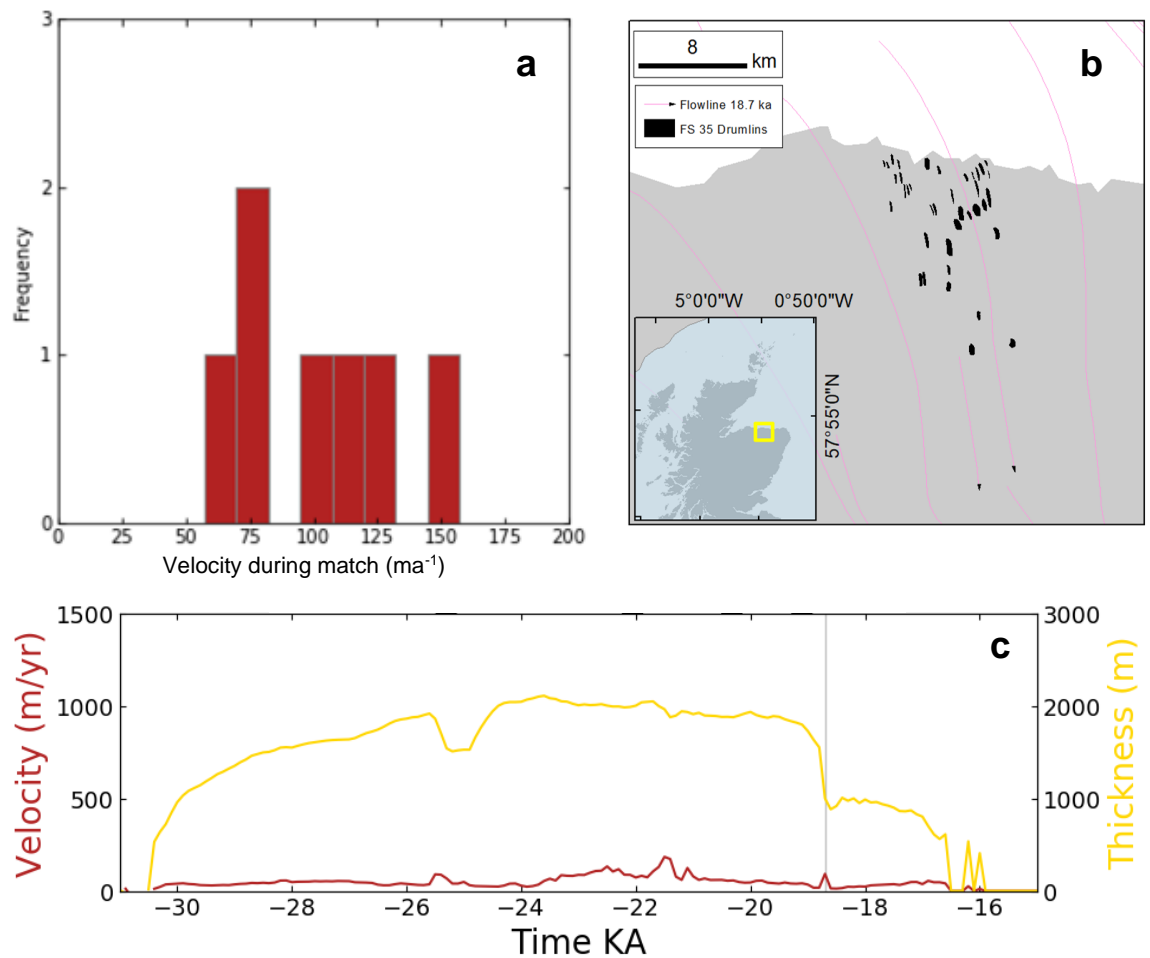 3
2
1
0
Frequency
0 25 50 75 100 125 150 175 200
Velocity during match (ma-1)
a
8
km
Flowline 18.7 ka
FS 35 Drumlins
b
5°0'0"W 0°50'0"W
57°55'0"N
1500
1000
500
0
Velocity (m/yr)
c
3000
2000
1000
0
Thickness (m)
−30 −28 −26 −24 −22 −20 −18 −16
Time KA